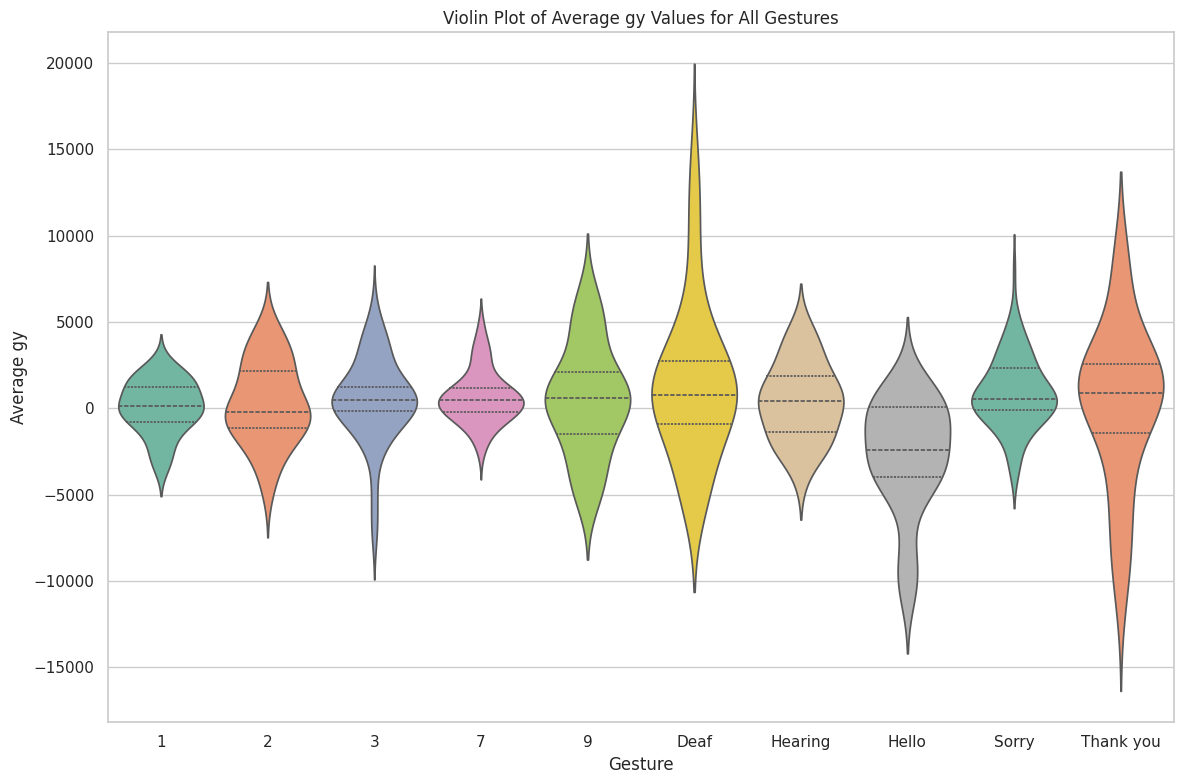 Violin Plot of Average gy Values for All Gestures
20000
15000
10000
5000
0
−5000
−10000
−15000
Average gy
1 2 3 7 9 Deaf Hearing Hello Sorry Thank you
Gesture